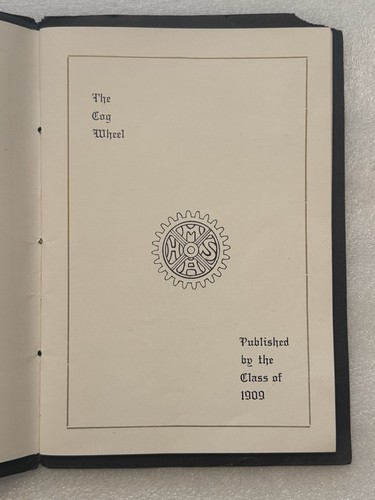 The
Cog
Wheel
M
H S
A
Published
by the
Class of
1909